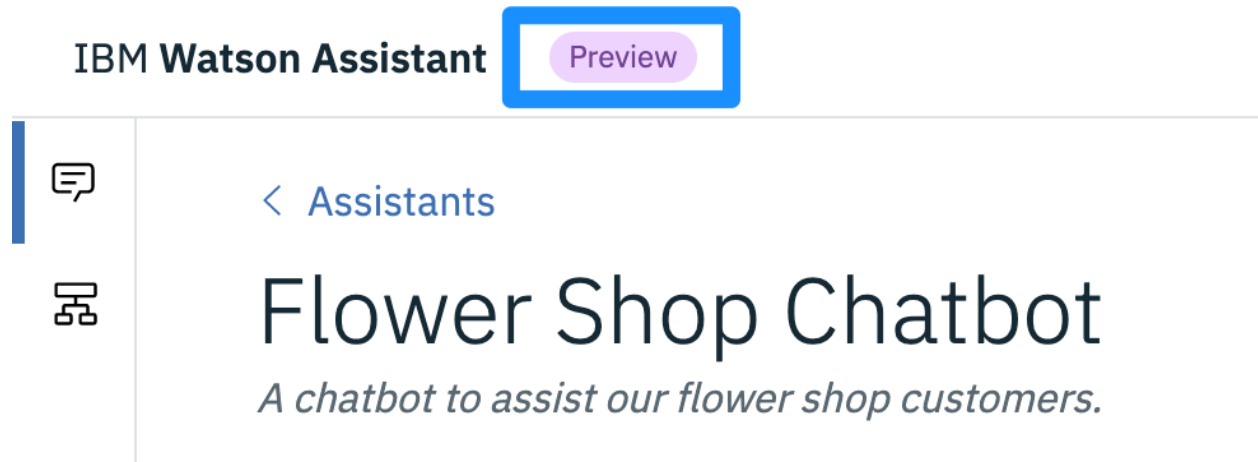 IBM Watson Assistant Preview
Assistants
Flower Shop Chatbot
A chatbot to assist our flower shop customers.